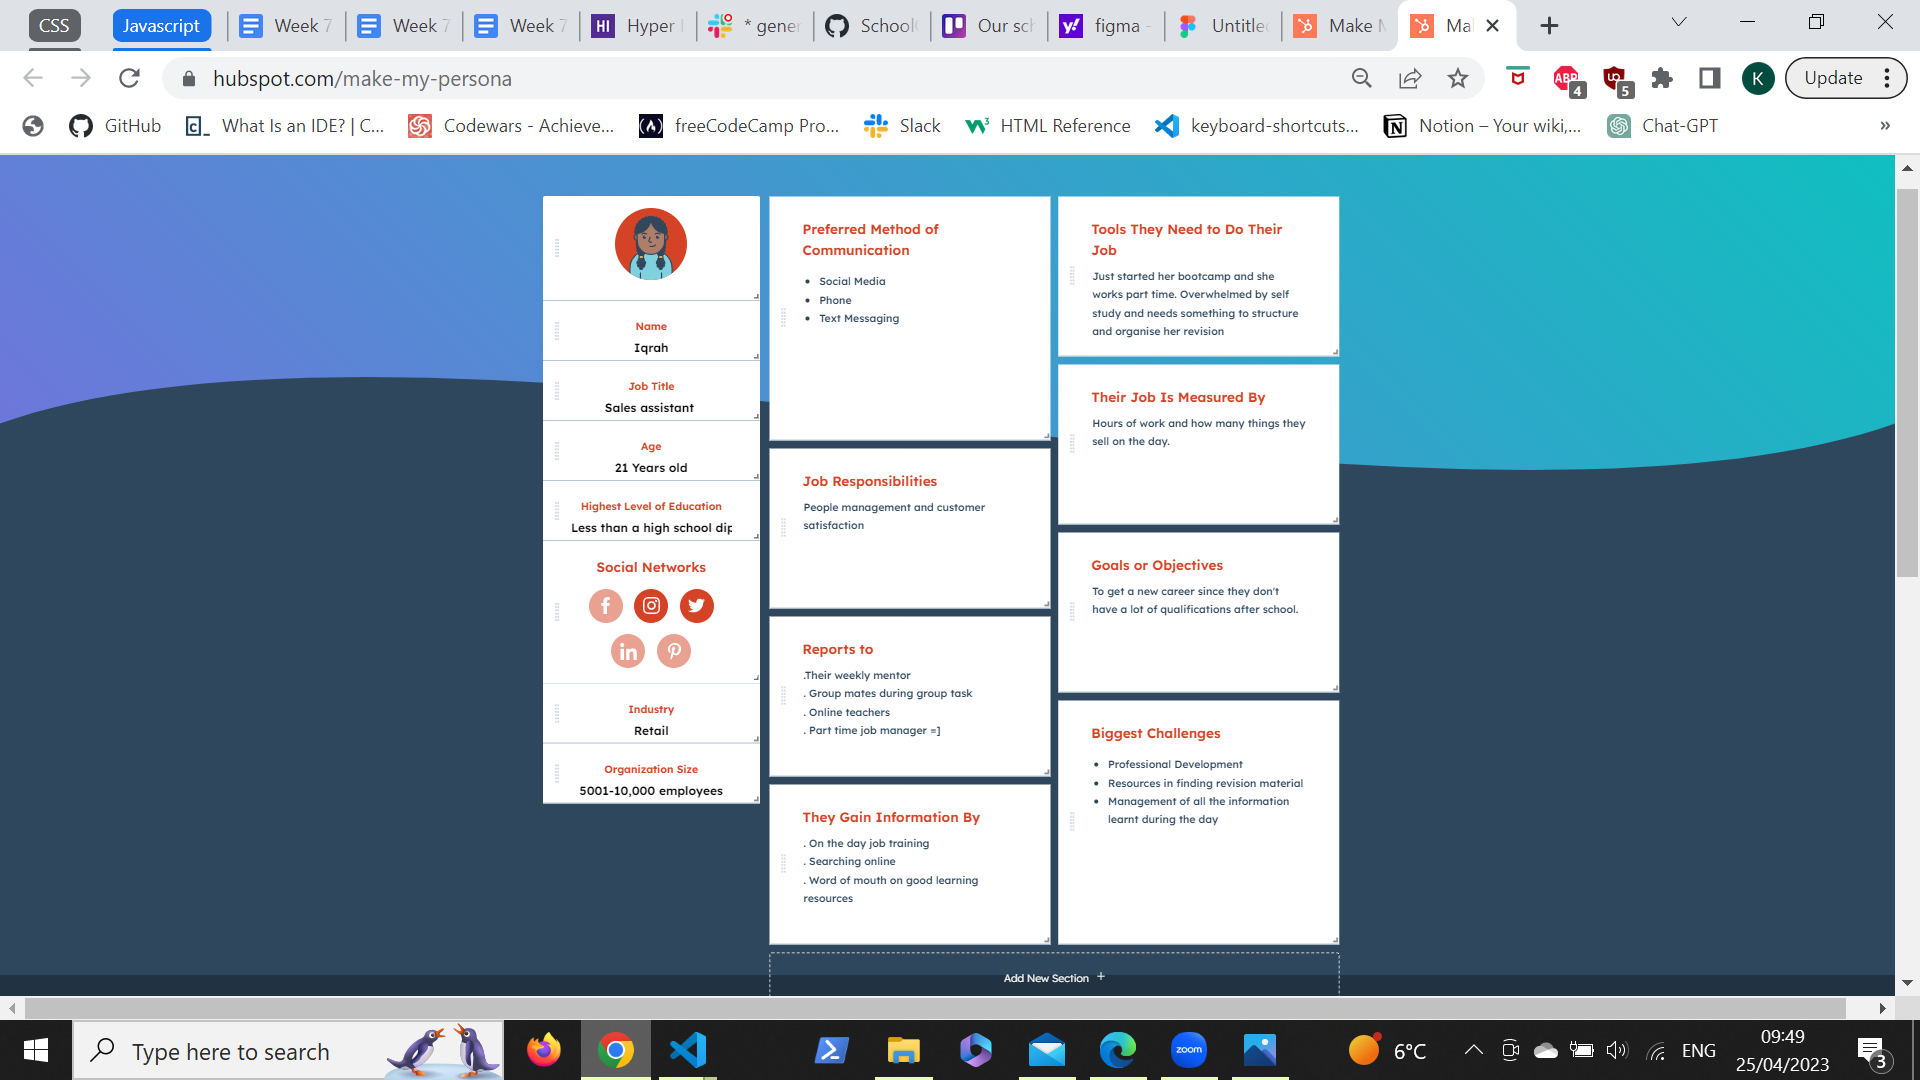 CSS
Javascript
Week 7
Week 7
Week 7
HI
Hyper
* gener
School
Our sch
figma -
Untitled
Make M
Mak
hubspot.com/make-my-persona
ABP
4
5
K
Update
GitHub
What Is an IDE? | C...
Codewars - Achieve...
freeCodeCamp Pro...
Slack
HTML Reference
keyboard-shortcuts...
Notion – Your wiki,...
Chat-GPT
»
Name
Iqrah
Job Title
Sales assistant
Age
21 Years old
Highest Level of Education
Less than a high school dip
Social Networks
Industry
Retail
Organization Size
5001-10,000 employees
Preferred Method of
Communication
• Social Media
• Phone
• Text Messaging
Job Responsibilities
People management and customer
satisfaction
Reports to
.Their weekly mentor
. Group mates during group task
. Online teachers
. Part time job manager =]
They Gain Information By
. On the day job training
. Searching online
. Word of mouth on good learning
resources
Tools They Need to Do Their
Job
Just started her bootcamp and she
works part time. Overwhelmed by self
study and needs something to structure
and organise her revision
Their Job Is Measured By
Hours of work and how many things they
sell on the day.
Goals or Objectives
To get a new career since they don't
have a lot of qualifications after school.
Biggest Challenges
• Professional Development
• Resources in finding revision material
• Management of all the information
learnt during the day
Add New Section +
Type here to search
zoom
6°C
ENG
09:49
25/04/2023
3